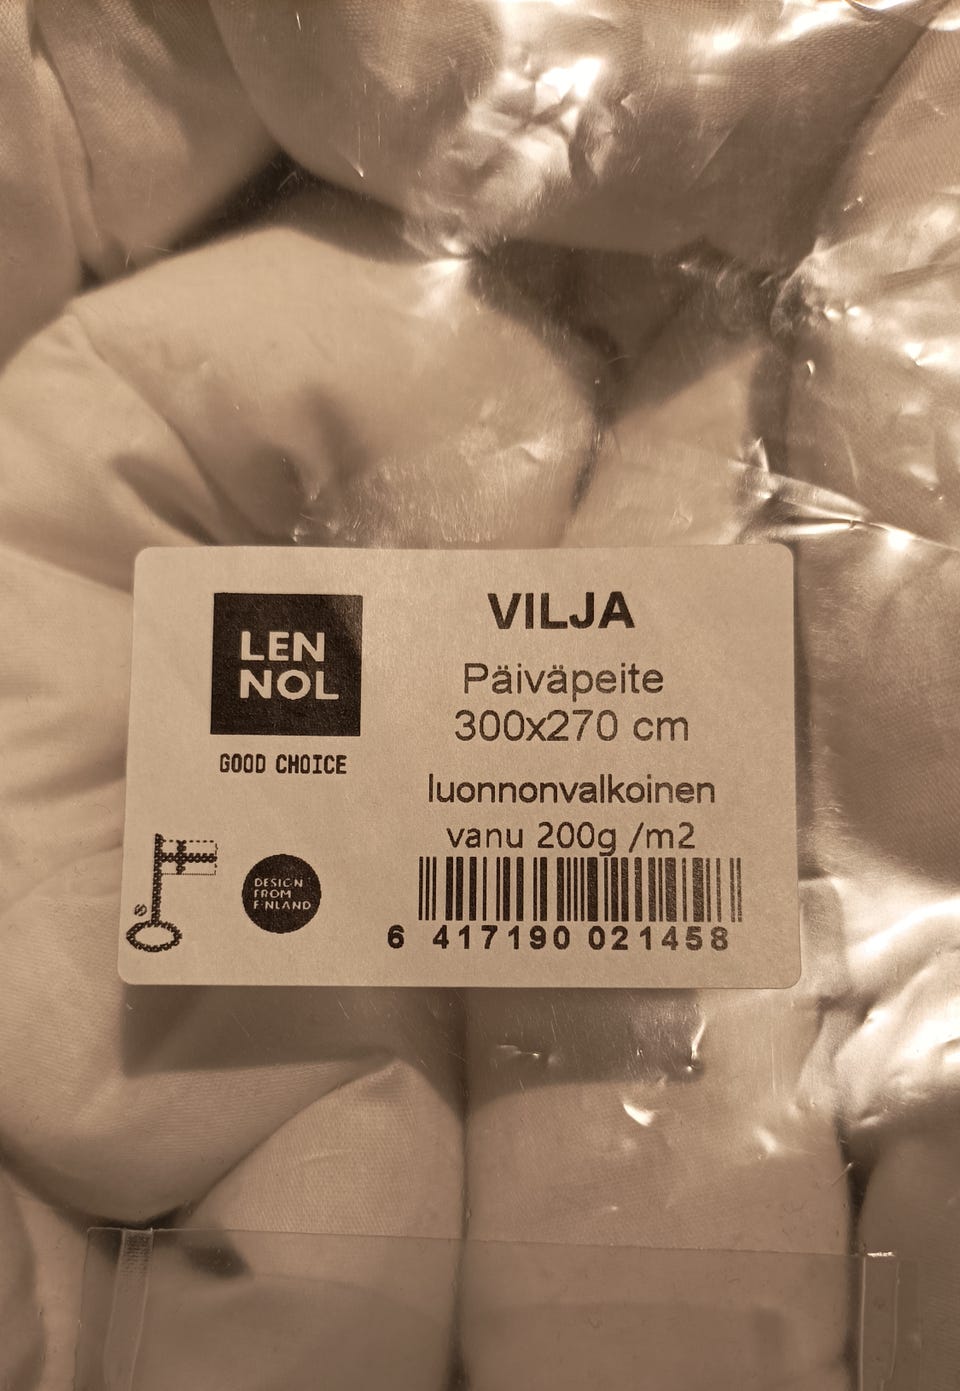 LEN
NOL
GOOD CHOICE
VILJA
Päiväpeite
300x270 cm
luonnonvalkoinen
vanu 200g /m2
6 417190 021458
®
DESIGN
FROM
FINLAND